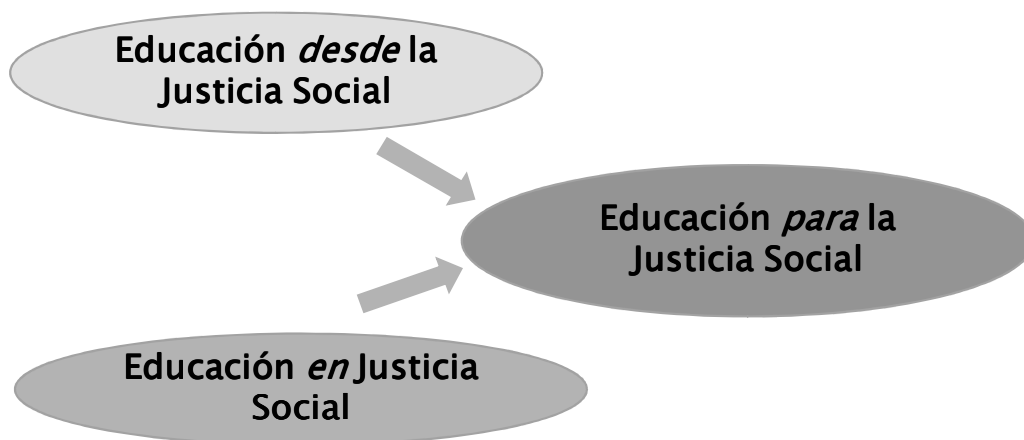 Educación desde la
Justicia Social
Educación para la
Justicia Social
Educación en Justicia
Social